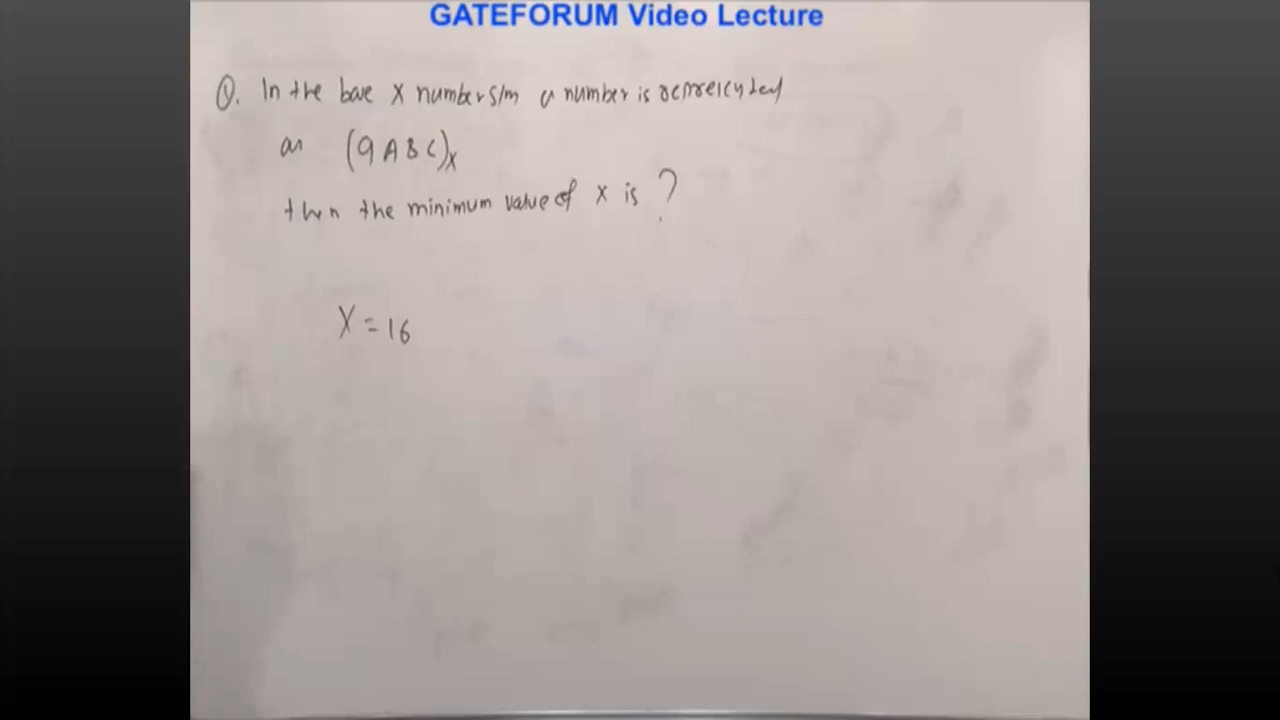 GATEFORUM Video Lecture
Q. In the base X number s/m a number is represented
as (9ABC)x
then the minimum value of X is ?
X = 16